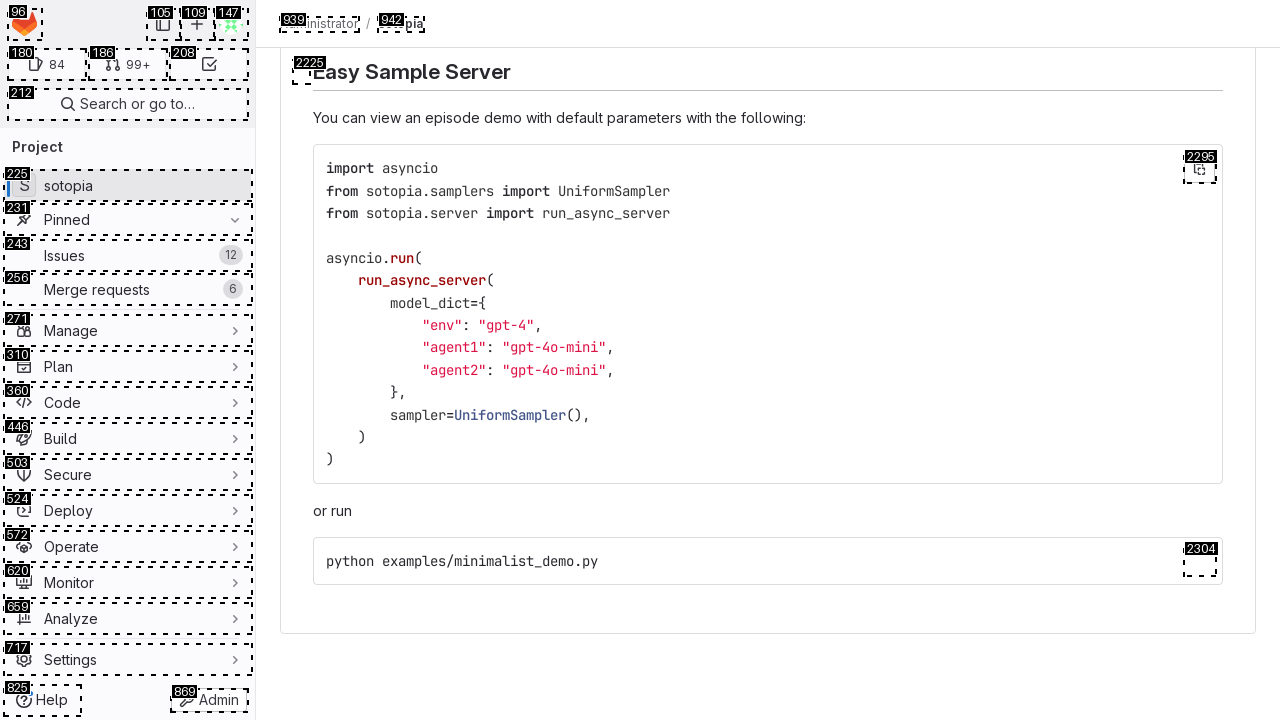 96
105
109
147
180
84
186
99+
208
212
Search or go to…
Project
225
S
sotopia
231
Pinned
243
Issues
12
256
Merge requests
6
271
Manage
310
Plan
360
Code
446
Build
503
Secure
524
Deploy
572
Operate
620
Monitor
659
Analyze
717
Settings
825
Help
869
Admin
939
Administrator
/
942
sotopia
2225
Easy Sample Server
You can view an episode demo with default parameters with the following:
2295
import asyncio
from sotopia.samplers import UniformSampler
from sotopia.server import run_async_server
asyncio.run(
run_async_server(
model_dict={
"env": "gpt-4",
"agent1": "gpt-4o-mini",
"agent2": "gpt-4o-mini",
},
sampler=UniformSampler(),
)
)
or run
2304
python examples/minimalist_demo.py